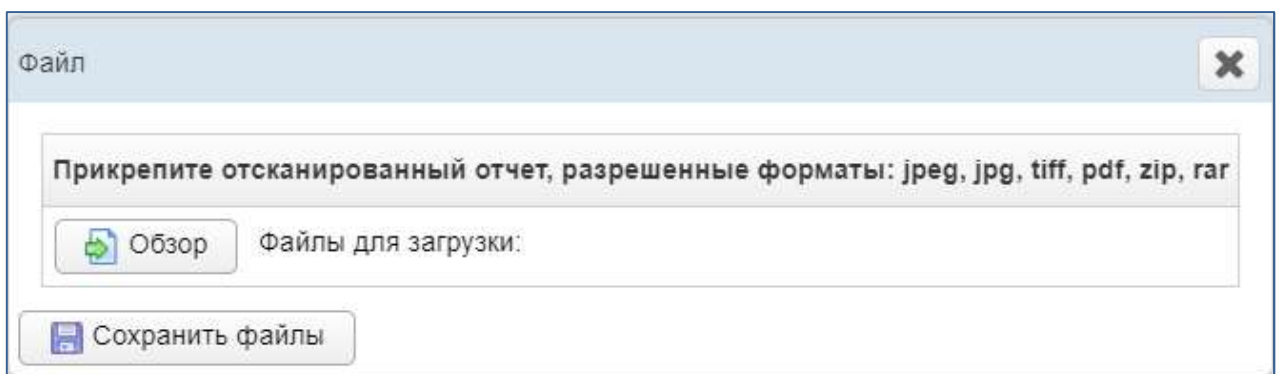 Файл
Прикрепите отсканированный отчет, разрешенные форматы: jpeg, jpg, tiff, pdf, zip, rar
Обзор Файлы для загрузки:
Сохранить файлы